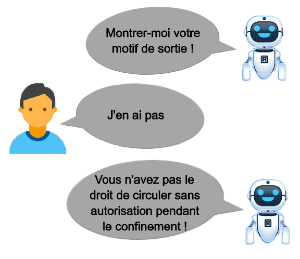 Montrer-moi votre
motif de sortie !
J'en ai pas
Vous n'avez pas le
droit de circuler sans
autorisation pendant
le confinement !